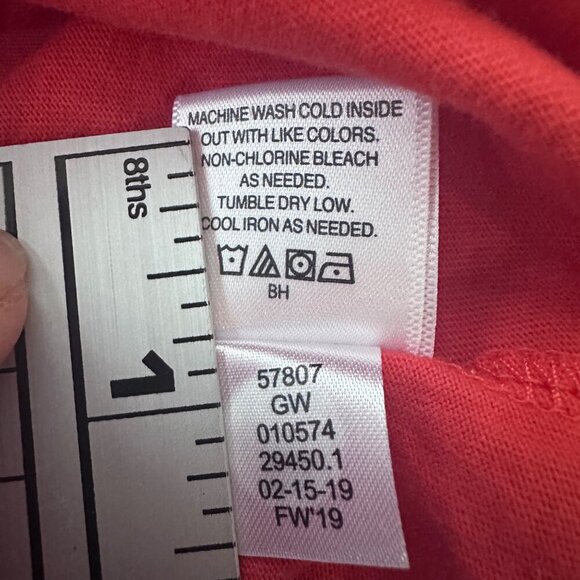 MACHINE WASH COLD INSIDE
OUT WITH LIKE COLORS.
NON-CHLORINE BLEACH
AS NEEDED.
TUMBLE DRY LOW.
COOL IRON AS NEEDED.
BH
8ths
1
57807
GW
010574
29450.1
02-15-19
FW'19